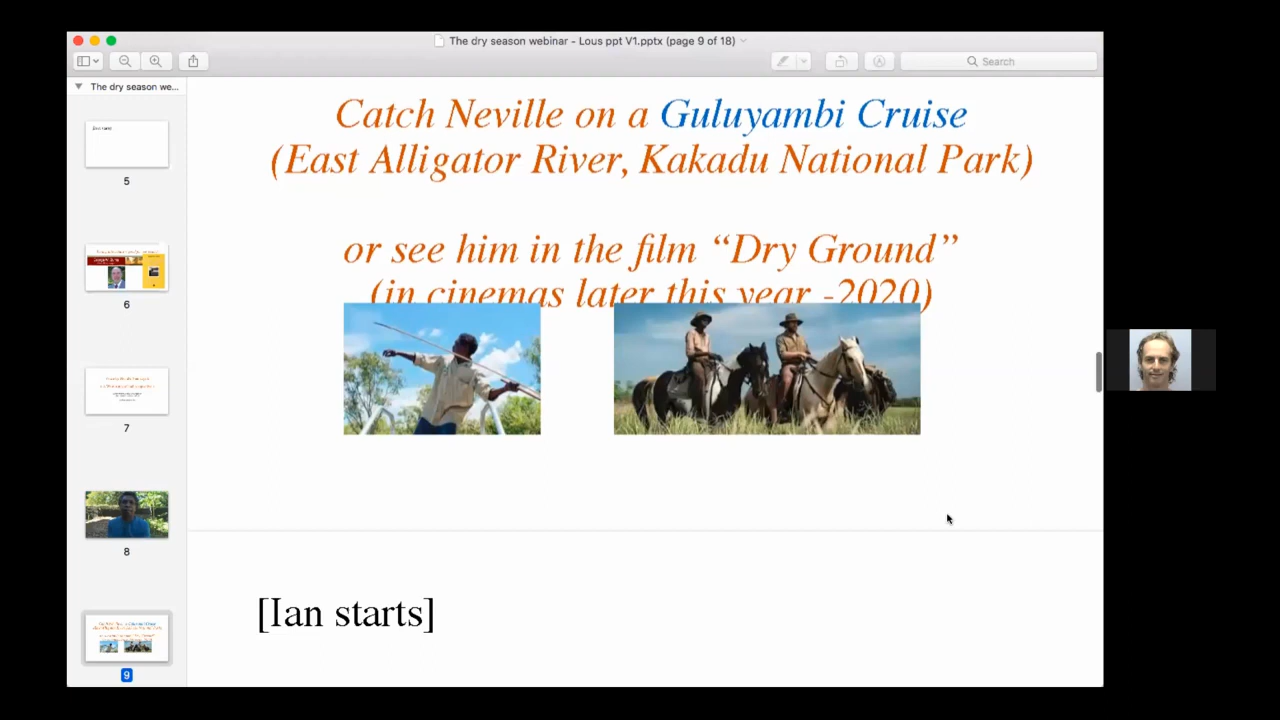 The dry season webinar - Lous ppt V1.pptx (page 9 of 18)
Search
The dry season we...
5
6
7
8
9
Catch Neville on a Guluyambi Cruise
(East Alligator River, Kakadu National Park)
or see him in the film “Dry Ground”
(in cinemas later this year -2020)
[Ian starts]